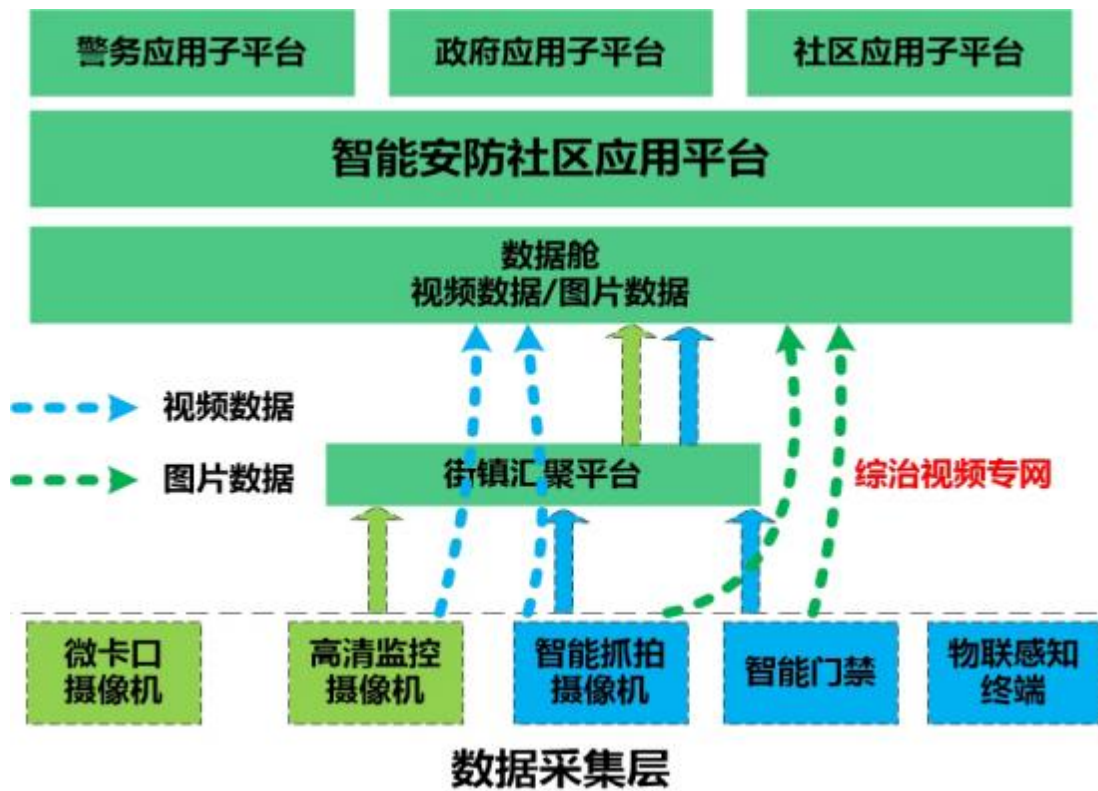 警务应用子平台
政府应用子平台
社区应用子平台
智能安防社区应用平台
数据舱
视频数据/图片数据
视频数据
图片数据
街镇汇聚平台
综治视频专网
微卡口
摄像机
高清监控
摄像机
智能抓拍
摄像机
智能门禁
物联感知
终端
数据采集层